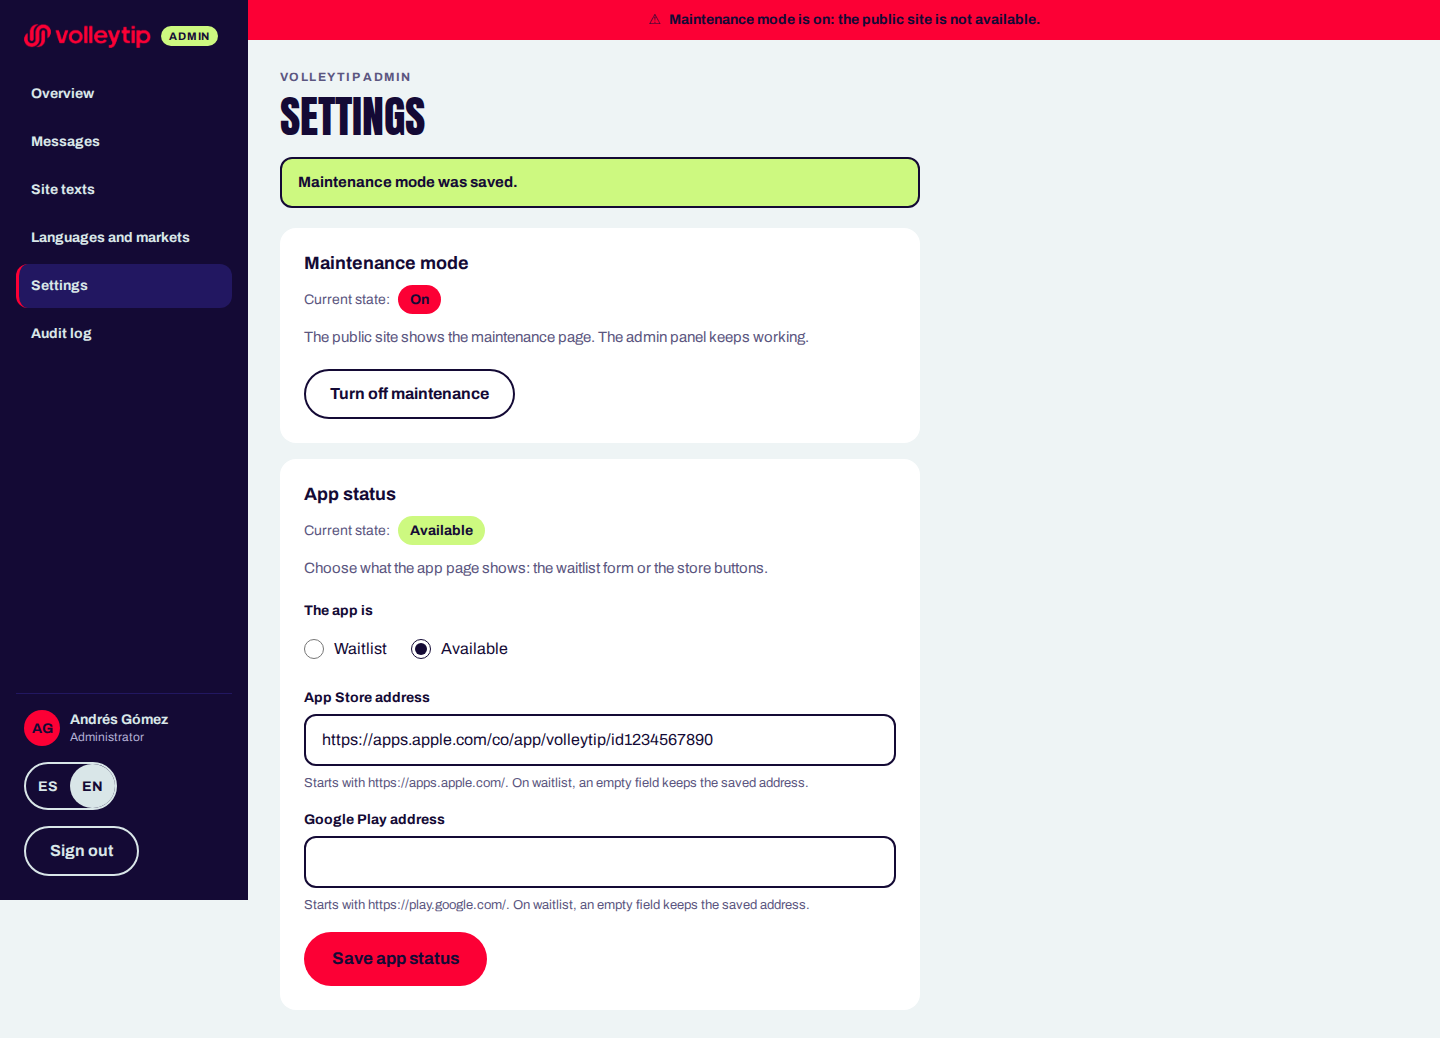 volleytip ADMIN
Overview
Messages
Site texts
Languages and markets
Settings
Audit log
AG
Andrés Gómez
Administrator
ES EN
Sign out
⚠ Maintenance mode is on: the public site is not available.
VOLLEYTIP ADMIN
SETTINGS
Maintenance mode was saved.
Maintenance mode
Current state: On
The public site shows the maintenance page. The admin panel keeps working.
Turn off maintenance
App status
Current state: Available
Choose what the app page shows: the waitlist form or the store buttons.
The app is
Waitlist Available
App Store address
https://apps.apple.com/co/app/volleytip/id1234567890
Starts with https://apps.apple.com/. On waitlist, an empty field keeps the saved address.
Google Play address
Starts with https://play.google.com/. On waitlist, an empty field keeps the saved address.
Save app status